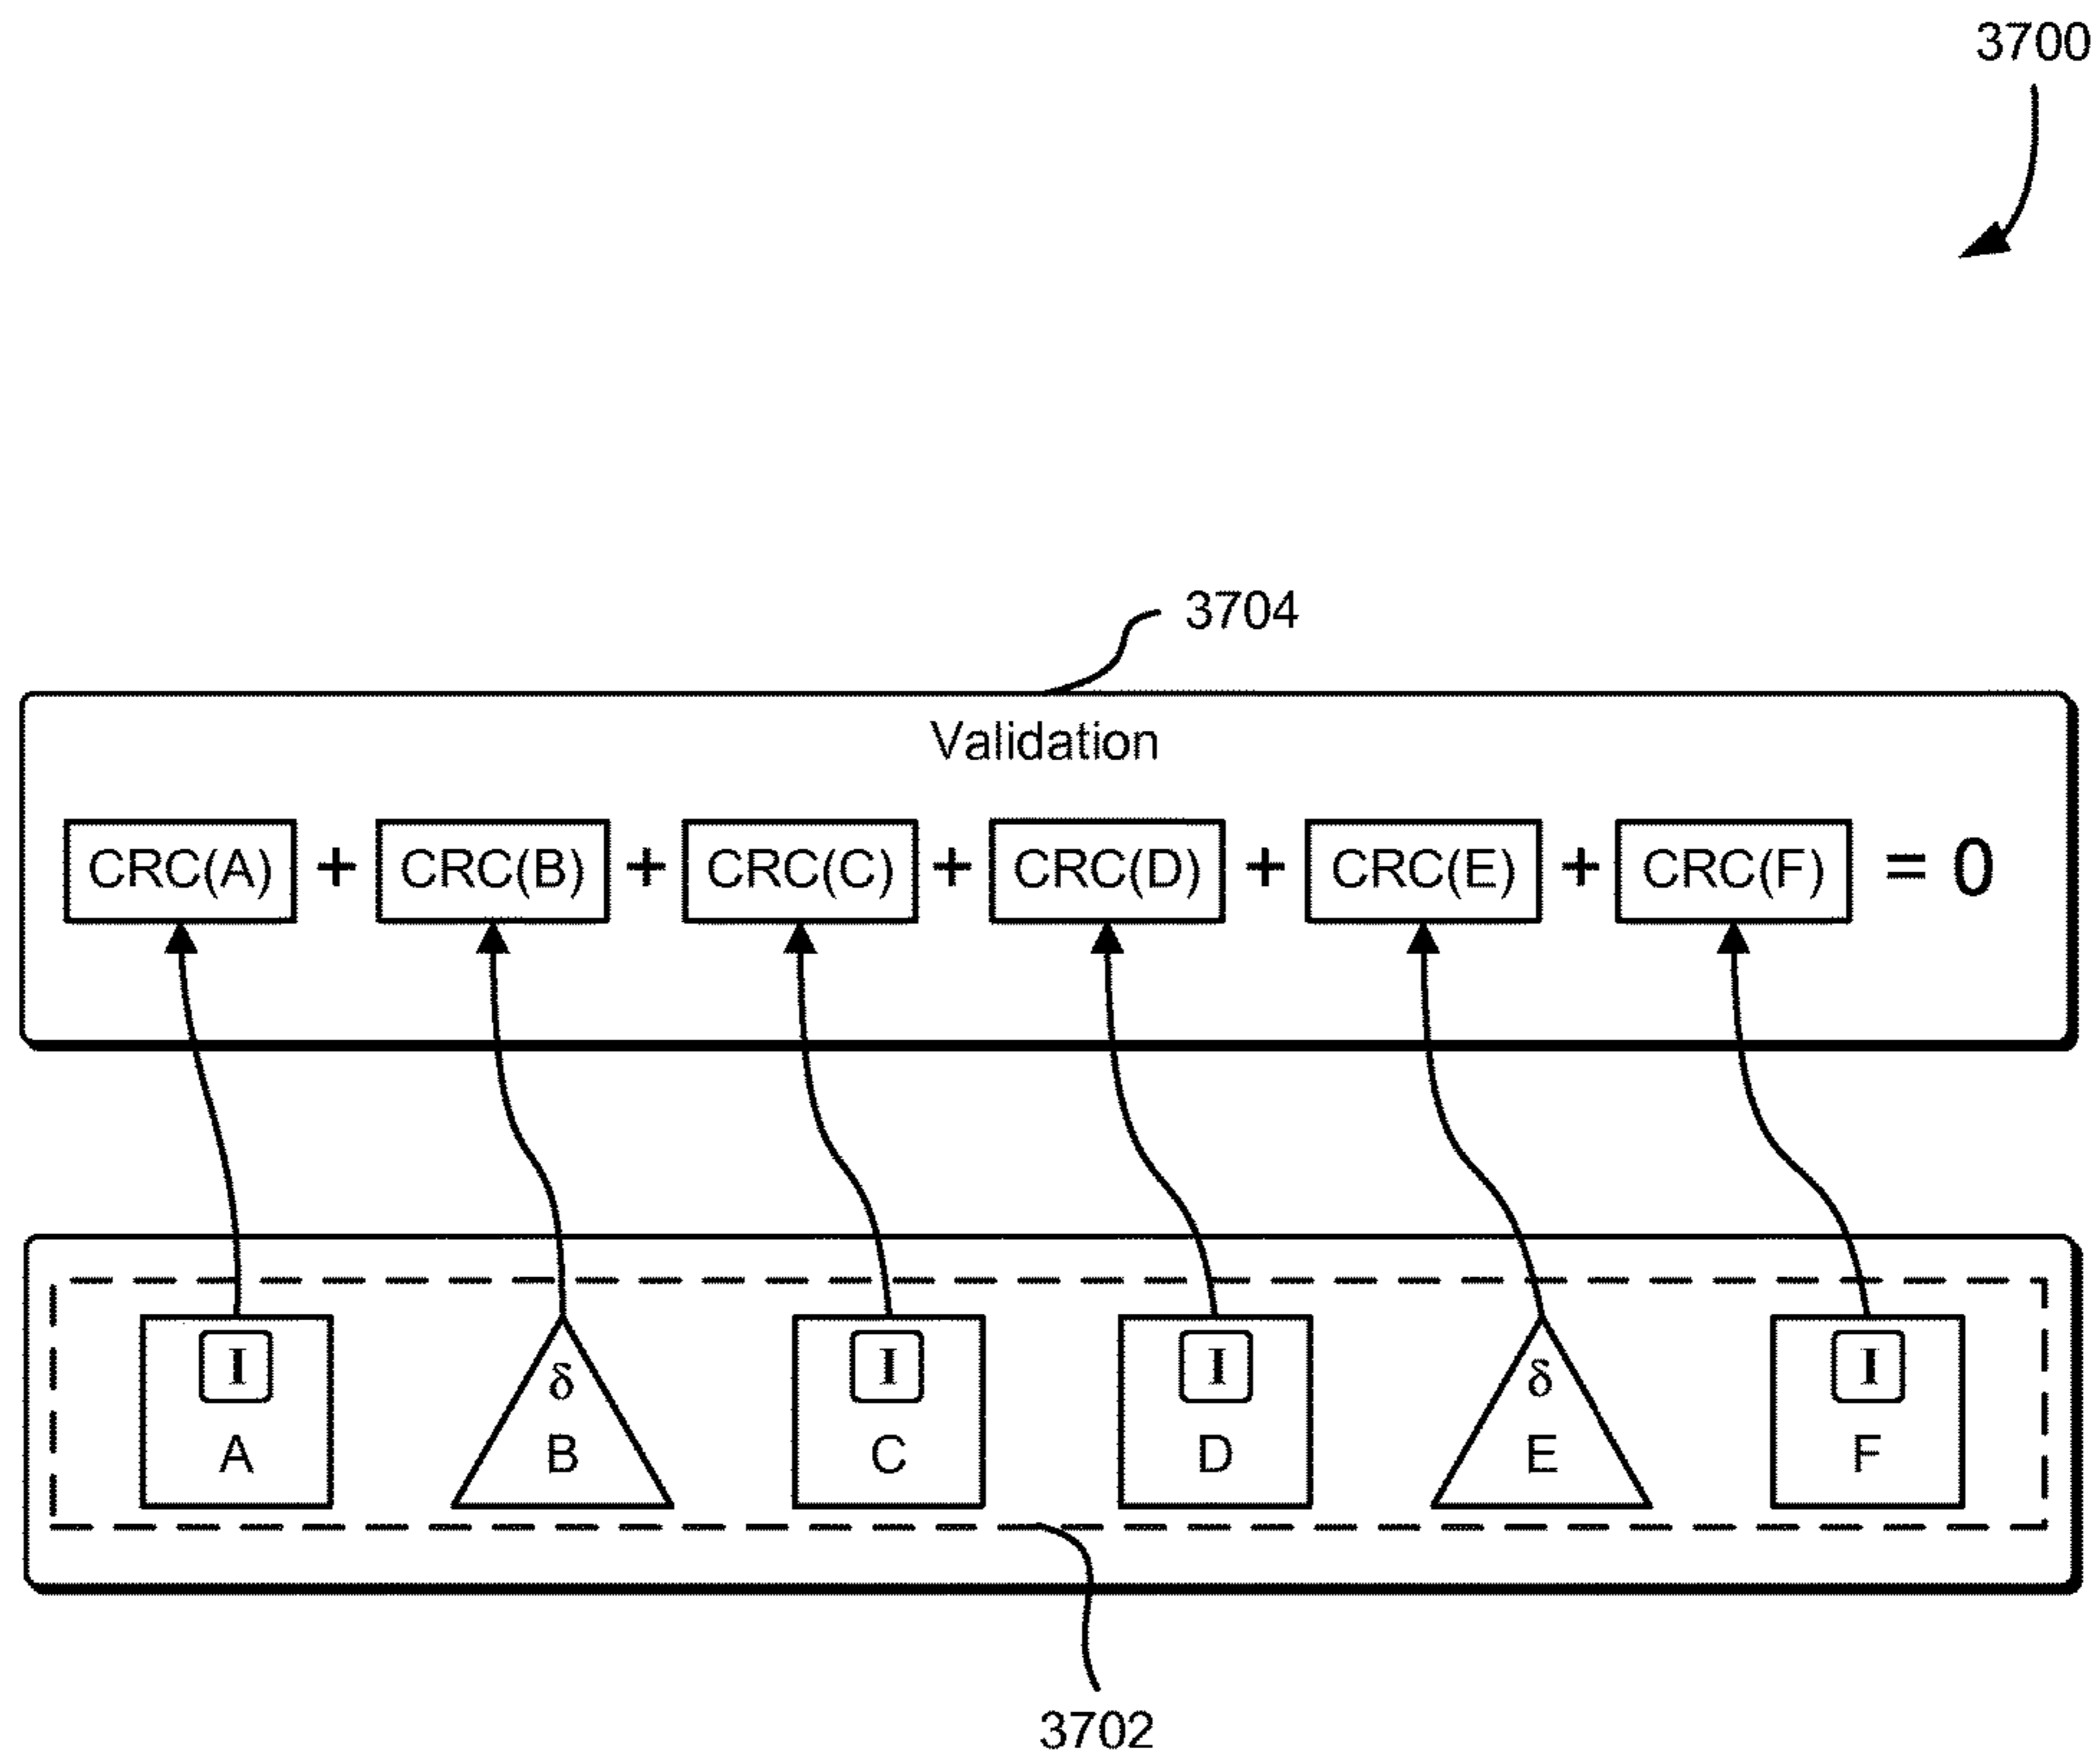 3700
3704
Validation
CRC(A) + CRC(B) + CRC(C) + CRC(D) + CRC(E) + CRC(F) = 0
I δ I I δ I
A B C D E F
3702